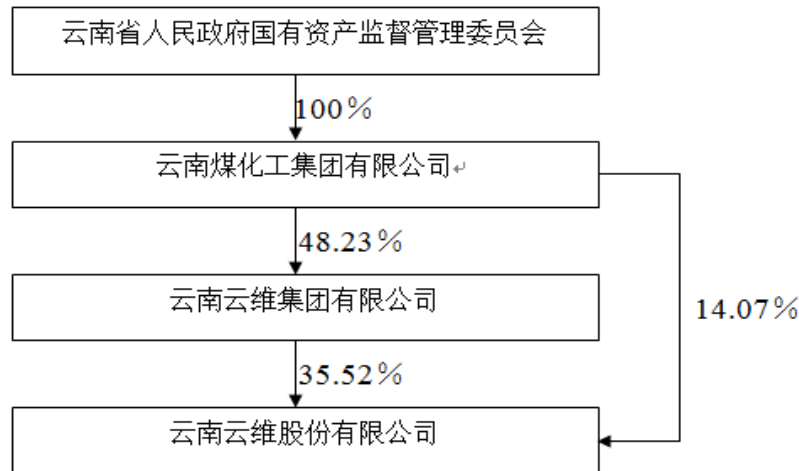 云南省人民政府国有资产监督管理委员会
100％
云南煤化工集团有限公司↵
48.23％
云南云维集团有限公司
14.07％
35.52％
云南云维股份有限公司